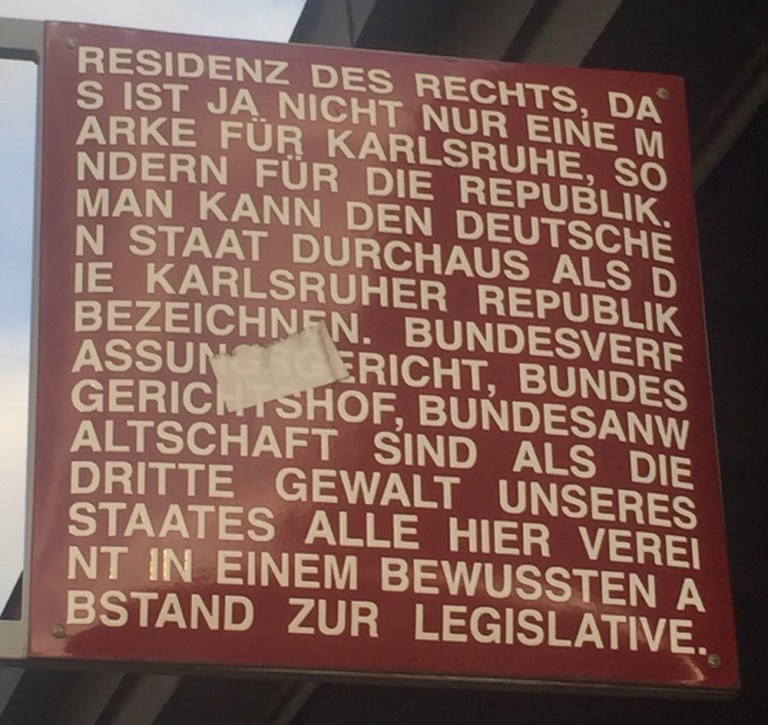 RESIDENZ DES RECHTS, DA
S IST JA NICHT NUR EINE M
ARKE FÜR KARLSRUHE, SO
NDERN FÜR DIE REPUBLIK.
MAN KANN DEN DEUTSCHE
N STAAT DURCHAUS ALS D
IE KARLSRUHER REPUBLIK
BEZEICHNEN. BUNDESVERF
ASSUNGSGERICHT, BUNDES
GERICHTSHOF, BUNDESANW
ALTSCHAFT SIND ALS DIE
DRITTE GEWALT UNSERES
STAATES ALLE HIER VEREI
NT IN EINEM BEWUSSTEN A
BSTAND ZUR LEGISLATIVE.